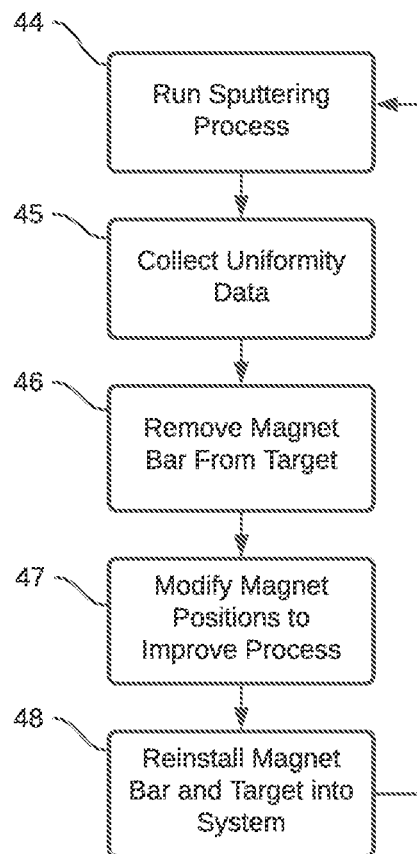 44
Run Sputtering
Process
45
Collect Uniformity
Data
46
Remove Magnet
Bar From Target
47
Modify Magnet
Positions to
Improve Process
48
Reinstall Magnet
Bar and Target into
System